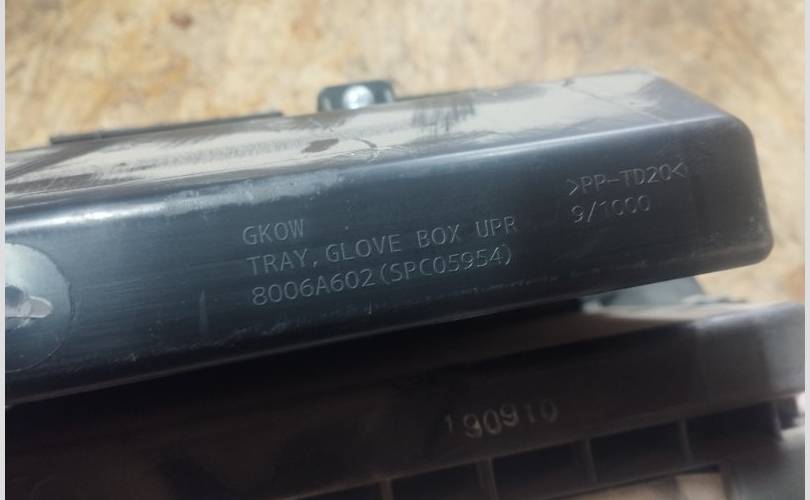 GKOW
TRAY, GLOVE BOX UPR
8006A602(SPC05954)
>PP-TD20<
9/1000
190910